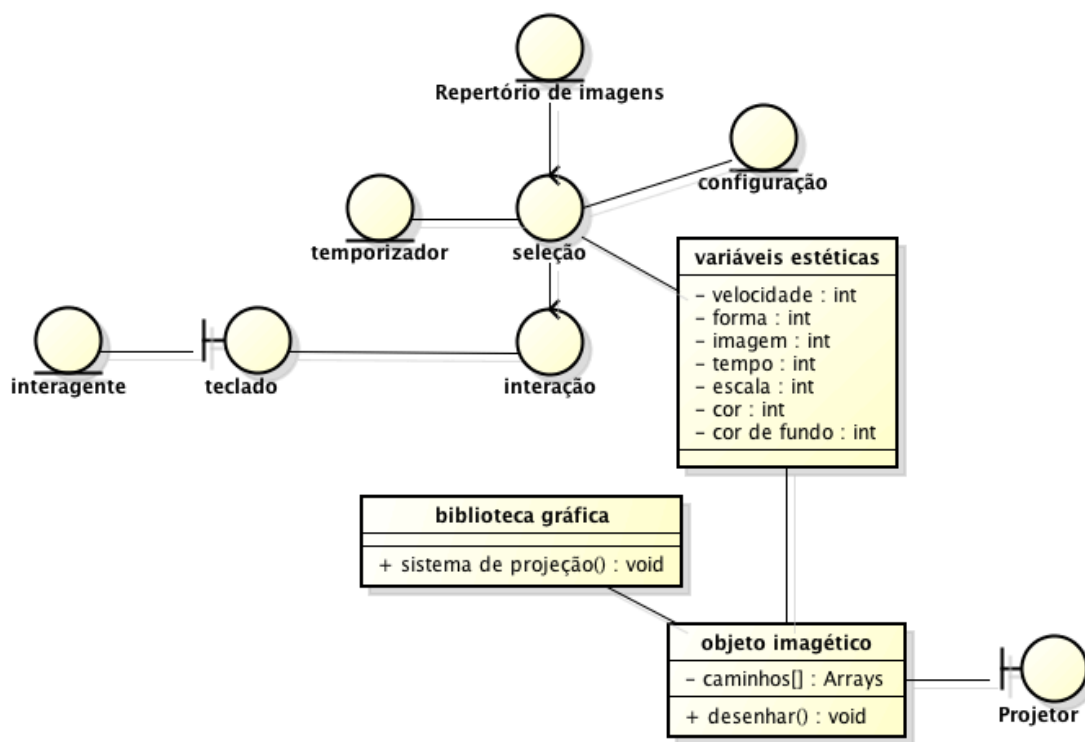 Repertório de imagens
configuração
temporizador
seleção
variáveis estéticas
- velocidade : int
- forma : int
- imagem : int
- tempo : int
- escala : int
- cor : int
- cor de fundo : int
interagente
teclado
interação
biblioteca gráfica
+ sistema de projeção() : void
objeto imagético
- caminhos[] : Arrays
+ desenhar() : void
Projetor